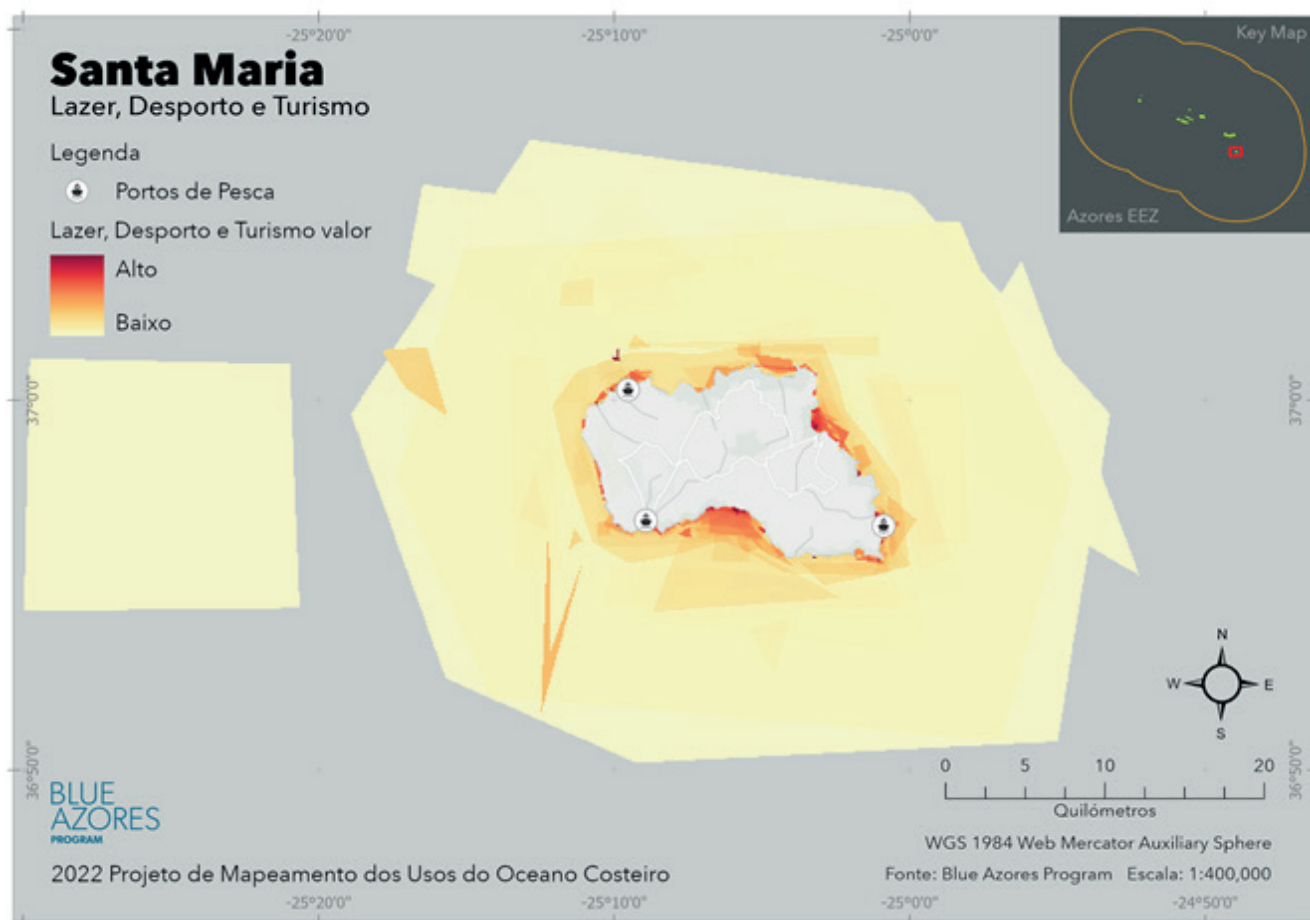 -25°20'0"
-25°10'0"
-25°0'0"
Santa Maria
Lazer, Desporto e Turismo
Legenda
Portos de Pesca
Lazer, Desporto e Turismo valor
Alto
Baixo
Key Map
Azores EEZ
37°0'0"
37°0'0"
N
W
E
S
36°50'0"
36°50'0"
0
5
10
20
Quilómetros
BLUE
AZORES
PROGRAM
WGS 1984 Web Mercator Auxiliary Sphere
2022 Projeto de Mapeamento dos Usos do Oceano Costeiro
Fonte: Blue Azores Program Escala: 1:400,000
-25°20'0"
-25°10'0"
-25°0'0"
-24°50'0"